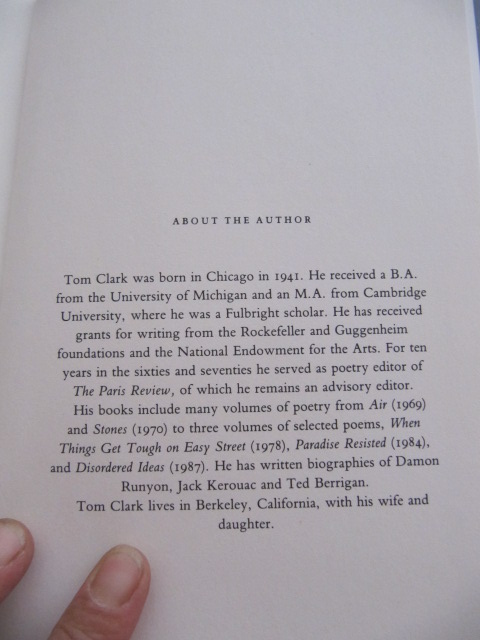 ABOUT THE AUTHOR
Tom Clark was born in Chicago in 1941. He received a B.A.
from the University of Michigan and an M.A. from Cambridge
University, where he was a Fulbright scholar. He has received
grants for writing from the Rockefeller and Guggenheim
foundations and the National Endowment for the Arts. For ten
years in the sixties and seventies he served as poetry editor of
The Paris Review, of which he remains an advisory editor.
His books include many volumes of poetry from Air (1969)
and Stones (1970) to three volumes of selected poems, When
Things Get Tough on Easy Street (1978), Paradise Resisted (1984),
and Disordered Ideas (1987). He has written biographies of Damon
Runyon, Jack Kerouac and Ted Berrigan.
Tom Clark lives in Berkeley, California, with his wife and
daughter.